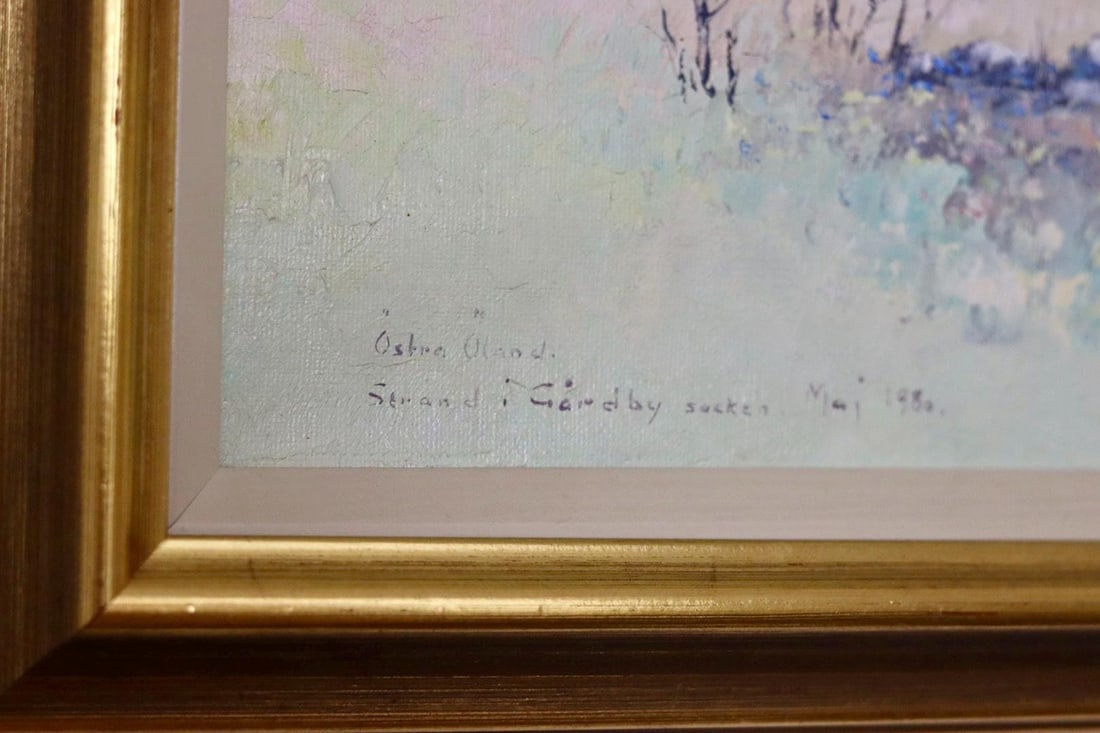 Östra Öland.
Strand i Gårdby socken. Maj 1980.